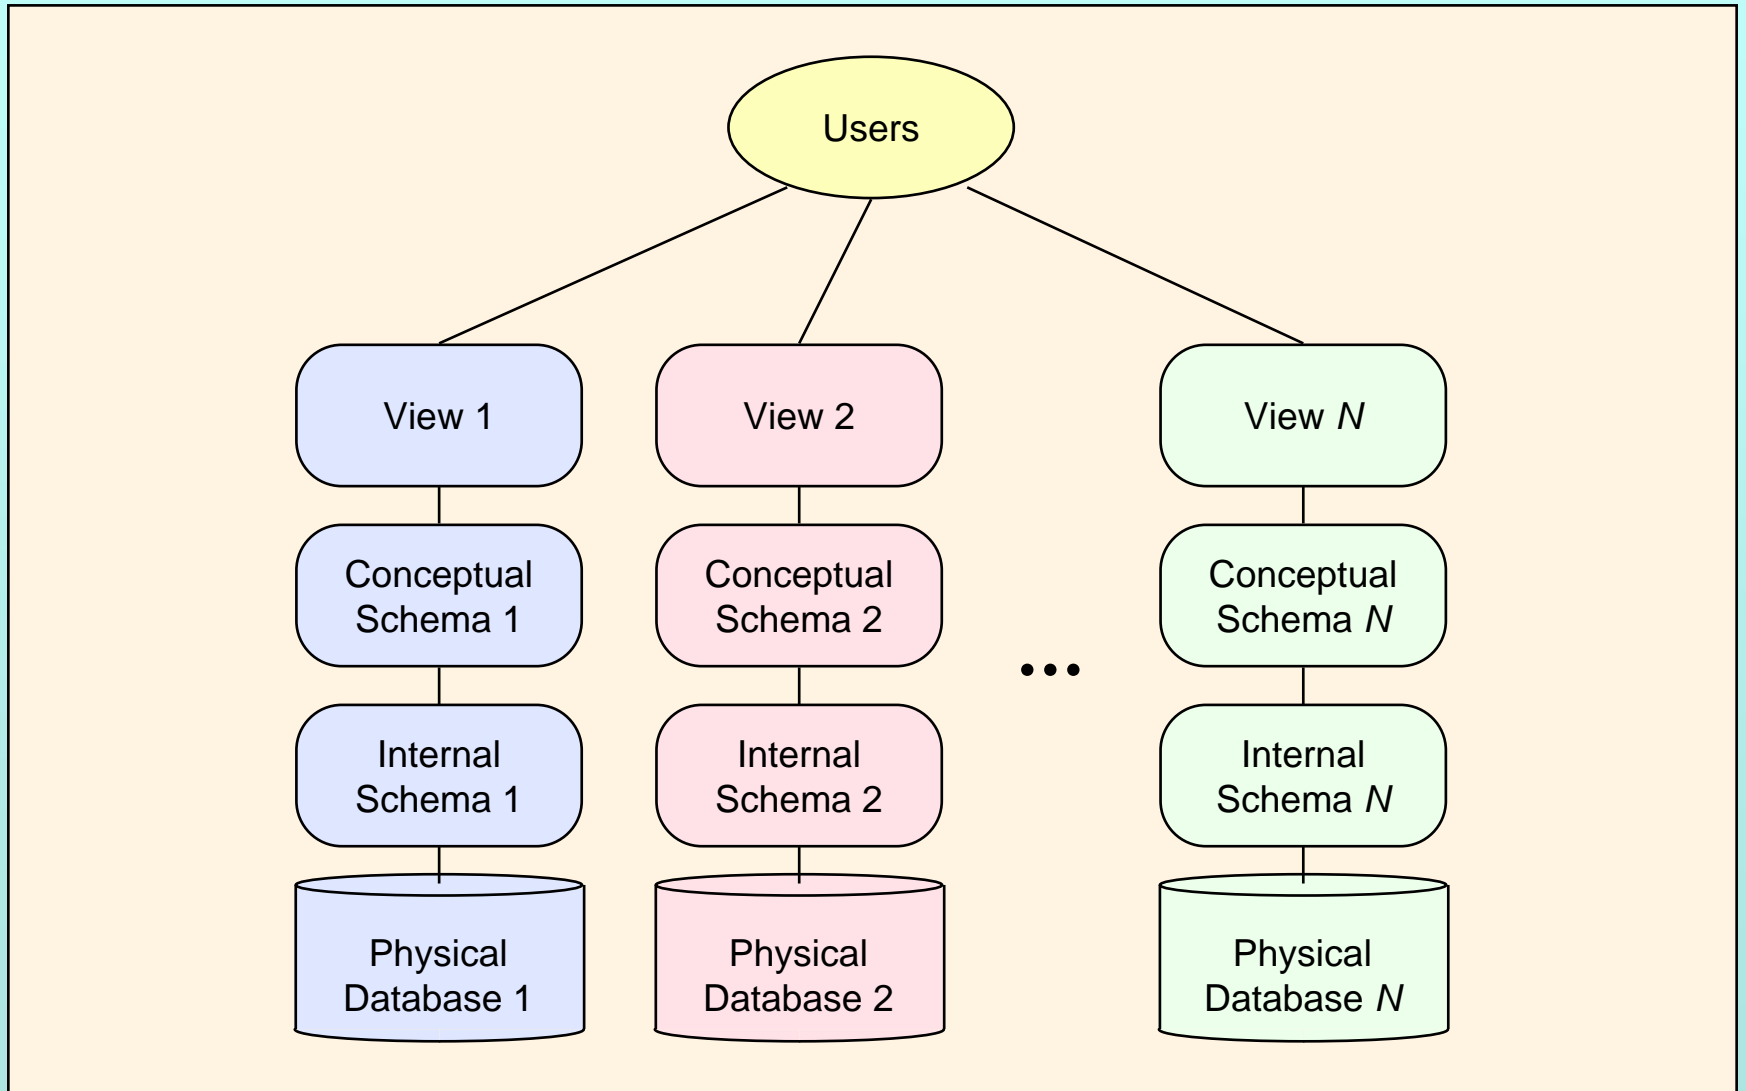 Users
View 1
View 2
View N
Conceptual
Schema 1
Conceptual
Schema 2
Conceptual
Schema N
Internal
Schema 1
Internal
Schema 2
Internal
Schema N
Physical
Database 1
Physical
Database 2
Physical
Database N